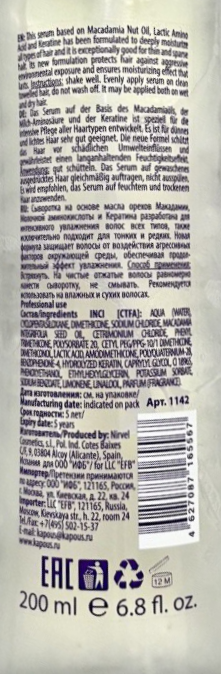 EN: This serum based on Macadamia Nut Oil, Lactic Amino
Acid and Keratine has been formulated to deeply moisturize
all types of hair and it is exceptionally good for thin and sparse
hair. Its new formulation protects hair against aggressive
environmental exposure and ensures moisturizing effect that
lasts. Instructions: shake well. Evenly apply serum on clean
towelled hair, do not wash off. It may be applied both on wet
and dry hair.
DE: Das Serum auf der Basis des Macadamiaöls, der
Milch-Aminosäure und der Keratine ist speziell für die
intensive Pflege aller Haartypen entwickelt. Es ist für dünnes
und lichtes Haar sehr gut geeignet. Die neue Formel schützt
das Haar vor schädlichen Umwelteinflüssen und
gewährleistet einen langanhaltenden Feuchtigkeitseffekt.
Anwendung: gut schütteln. Das Serum auf gewaschenes
ausgedrücktes Haar gleichmäßig auftragen, nicht ausspülen.
Es wird empfohlen, das Serum auf feuchtem und trockenem
Haar anzuwenden.
RU: Сыворотка на основе масла орехов Макадамии,
Молочной аминокислоты и Кератина разработана для
интенсивного увлажнения волос всех типов, также
исключительно подходит для тонких и редких. Новая
формула защищает волосы от воздействия агрессивных
факторов окружающей среды, обеспечивая продол-
жительный эффект увлажнения. Способ применения:
встряхнуть. На чистые отжатые волосы равномерно
нанести сыворотку, не смывать. Рекомендуется
использовать на влажных и сухих волосах.
Professional use
Состав/Ingredients INCI (CTFA): AQUA (WATER),
CYCLOPENTASILOXANE, DIMETHICONE, SODIUM CHLORIDE, MACADAMIA
INTEGRIFOLIA SEED OIL, CETRIMONIUM CHLORIDE, PHENYL
TRIMETHICONE, POLYSORBATE 20, CETYL PEG/PPG-10/1 DIMETHICONE,
DIMETHICONOL, LACTIC ACID, AMODIMETHICONE, POLYQUATERNIUM-28,
BENZOPHENONE-4, HYDROLYZED KERATIN, CAPRYLYL GLYCOL,
PHENOXYETHANOL, ETHYLHEXYLGLYCERIN, POTASSIUM SORBATE,
SODIUM BENZOATE, LIMONENE, LINALOOL, PARFUM (FRAGRANCE).
Дата изготовления: см. на упаковке/
Manufacturing date: indicated on pack Арт. 1142
Срок годности: 5 лет/
Expiry date: 5 years
Изготовитель/Produced by: Nirvel
Cosmetics, s.l., Pol. Ind. Cotes Baixes
C/F, 9, 03804 Alcoy (Alicante), Spain,
Испания для ООО "ИФБ"/ for LLC "EFB"
Импортер/Претензии принимаются
по адресу: ООО "ИФБ", 121165, Россия,
г. Москва, ул. Киевская, д. 22, кв. 24
Importer: LLC "EFB", 121165, Russia,
Moscow, Kievskaya str., h. 22, room 24
Tel./Fax: +7(495) 502-15-37
E-mail: kapous@kapous.ru
www.kapous.ru
4 627087 165567
EAC 12 M
200 ml e 6.8 fl. oz.